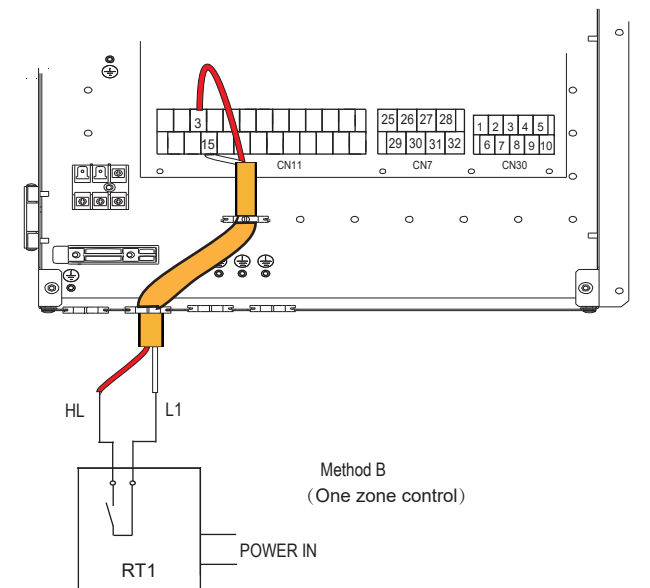 3
15
CN11
25 26 27 28
29 30 31 32
CN7
1 2 3 4 5
6 7 8 9 10
CN30
HL
L1
Method B
（One zone control）
POWER IN
RT1